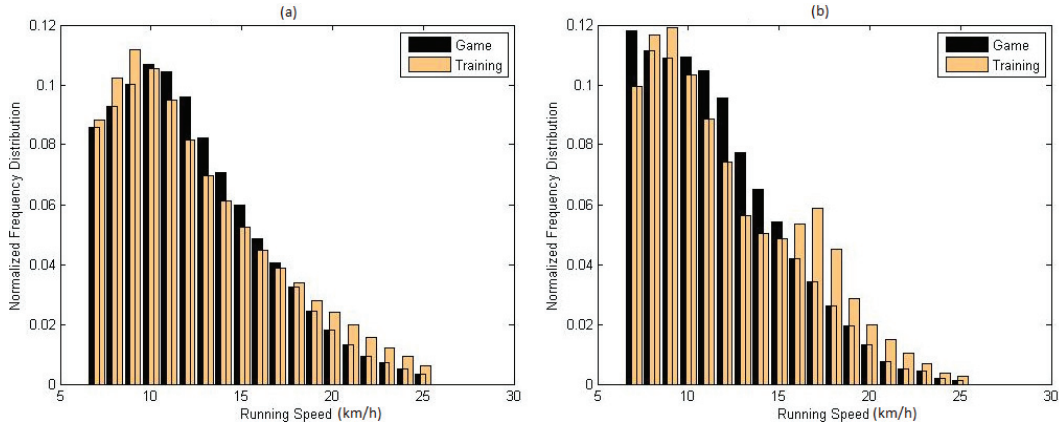 (a)
Normalized Frequency Distribution
0.12
0.1
0.08
0.06
0.04
0.02
0
5
10
15
20
25
30
Running Speed (km/h)
Game
Training
(b)
Normalized Frequency Distribution
0.12
0.1
0.08
0.06
0.04
0.02
0
5
10
15
20
25
30
Running Speed (km/h)
Game
Training